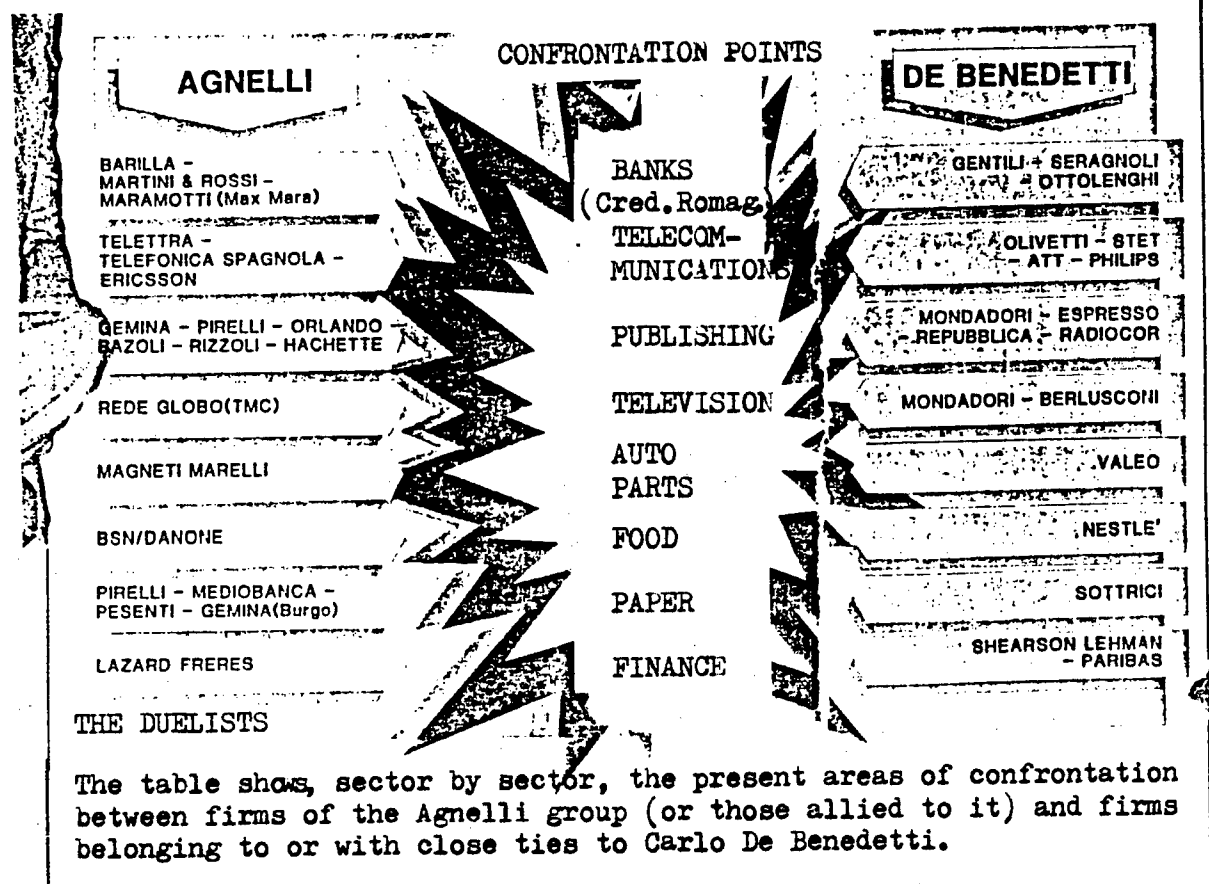 CONFRONTATION POINTS
AGNELLI
DE BENEDETTI
BARILLA –
MARTINI & ROSSI –
MARAMOTTI (Max Mara)
BANKS
(Cred.Romag.)
GENTILI – SERAGNOLI
– OTTOLENGHI
TELETTRA –
TELEFONICA SPAGNOLA –
ERICSSON
TELECOM-
MUNICATIONS
OLIVETTI – STET
– ATT – PHILIPS
GEMINA – PIRELLI – ORLANDO –
BAZOLI – RIZZOLI – HACHETTE
PUBLISHING
MONDADORI – ESPRESSO
– REPUBBLICA – RADIOCOR
REDE GLOBO(TMC)
TELEVISION
MONDADORI – BERLUSCONI
MAGNETI MARELLI
AUTO
PARTS
VALEO
BSN/DANONE
FOOD
NESTLE'
PIRELLI – MEDIOBANCA –
PESENTI – GEMINA(Burgo)
PAPER
SOTTRICI
LAZARD FRERES
FINANCE
SHEARSON LEHMAN
– PARIBAS
THE DUELISTS
The table shows, sector by sector, the present areas of confrontation
between firms of the Agnelli group (or those allied to it) and firms
belonging to or with close ties to Carlo De Benedetti.